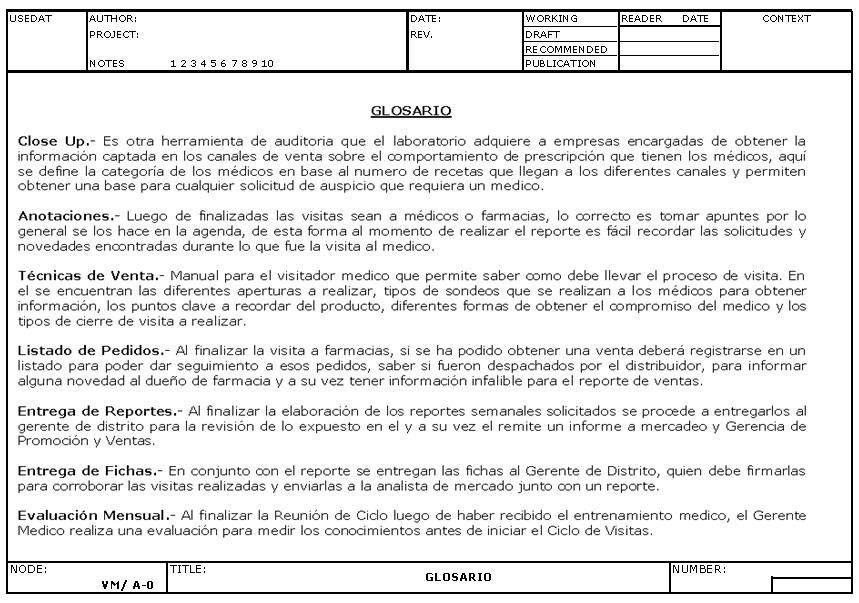 USEDAT AUTHOR: DATE: WORKING READER DATE CONTEXT
PROJECT: REV. DRAFT
RECOMMENDED
NOTES 1 2 3 4 5 6 7 8 9 10 PUBLICATION
GLOSARIO
Close Up.- Es otra herramienta de auditoria que el laboratorio adquiere a empresas encargadas de obtener la
información captada en los canales de venta sobre el comportamiento de prescripción que tienen los médicos, aquí
se define la categoría de los médicos en base al numero de recetas que llegan a los diferentes canales y permiten
obtener una base para cualquier solicitud de auspicio que requiera un medico.
Anotaciones.- Luego de finalizadas las visitas sean a médicos o farmacias, lo correcto es tomar apuntes por lo
general se los hace en la agenda, de esta forma al momento de realizar el reporte es fácil recordar las solicitudes y
novedades encontradas durante lo que fue la visita al medico.
Técnicas de Venta.- Manual para el visitador medico que permite saber como debe llevar el proceso de visita. En
el se encuentran las diferentes aperturas a realizar, tipos de sondeos que se realizan a los médicos para obtener
información, los puntos clave a recordar del producto, diferentes formas de obtener el compromiso del medico y los
tipos de cierre de visita a realizar.
Listado de Pedidos.- Al finalizar la visita a farmacias, si se ha podido obtener una venta deberá registrarse en un
listado para poder dar seguimiento a esos pedidos, saber si fueron despachados por el distribuidor, para informar
alguna novedad al dueño de farmacia y a su vez tener información infalible para el reporte de ventas.
Entrega de Reportes.- Al finalizar la elaboración de los reportes semanales solicitados se procede a entregarlos al
gerente de distrito para la revisión de lo expuesto en el y a su vez el remite un informe a mercadeo y Gerencia de
Promoción y Ventas.
Entrega de Fichas.- En conjunto con el reporte se entregan las fichas al Gerente de Distrito, quien debe firmarlas
para corroborar las visitas realizadas y enviarlas a la analista de mercado junto con un reporte.
Evaluación Mensual.- Al finalizar la Reunión de Ciclo luego de haber recibido el entrenamiento medico, el Gerente
Medico realiza una evaluación para medir los conocimientos antes de iniciar el Ciclo de Visitas.
NODE: TITLE: NUMBER:
VM/ A-0 GLOSARIO